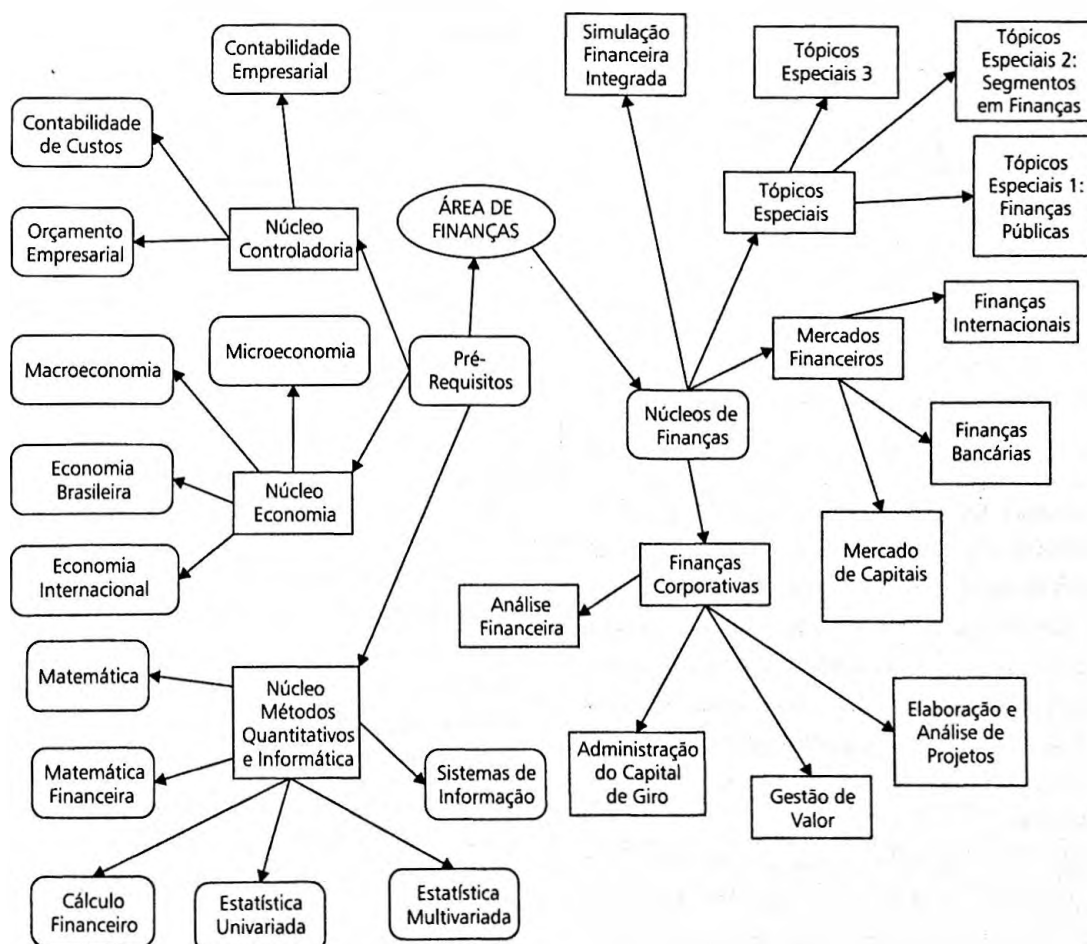 Contabilidade
Empresarial
Simulação
Financeira
Integrada
Tópicos
Especiais 3
Tópicos
Especiais 2:
Segmentos
em Finanças
Contabilidade
de Custos
Tópicos
Especiais 1:
Finanças
Públicas
Orçamento
Empresarial
Núcleo
Controladoria
ÁREA DE
FINANÇAS
Tópicos
Especiais
Finanças
Internacionais
Macroeconomia
Microeconomia
Pré-
Requisitos
Mercados
Financeiros
Núcleos de
Finanças
Finanças
Bancárias
Economia
Brasileira
Núcleo
Economia
Economia
Internacional
Finanças
Corporativas
Mercado
de Capitais
Análise
Financeira
Matemática
Núcleo
Métodos
Quantitativos
e Informática
Elaboração e
Análise de
Projetos
Matemática
Financeira
Sistemas de
Informação
Administração
do Capital
de Giro
Gestão de
Valor
Cálculo
Financeiro
Estatística
Univariada
Estatística
Multivariada